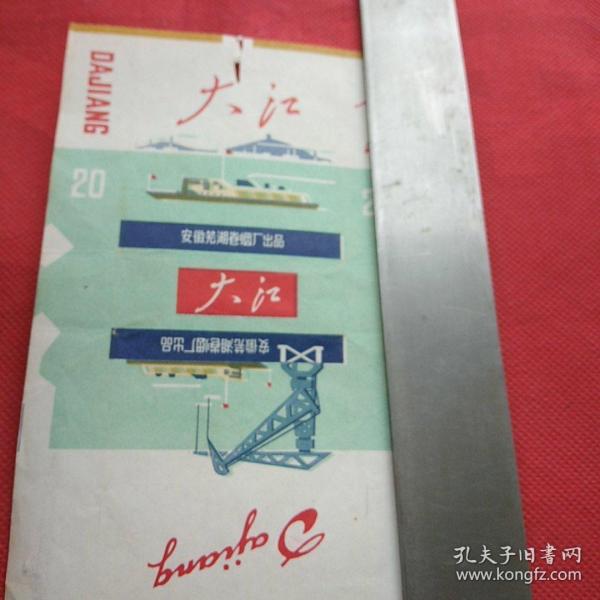 DAJIANG
大江
20
安徽芜湖卷烟厂出品
大江
安徽芜湖卷烟厂出品
Dajiang
孔夫子旧书网
www.kongfz.com